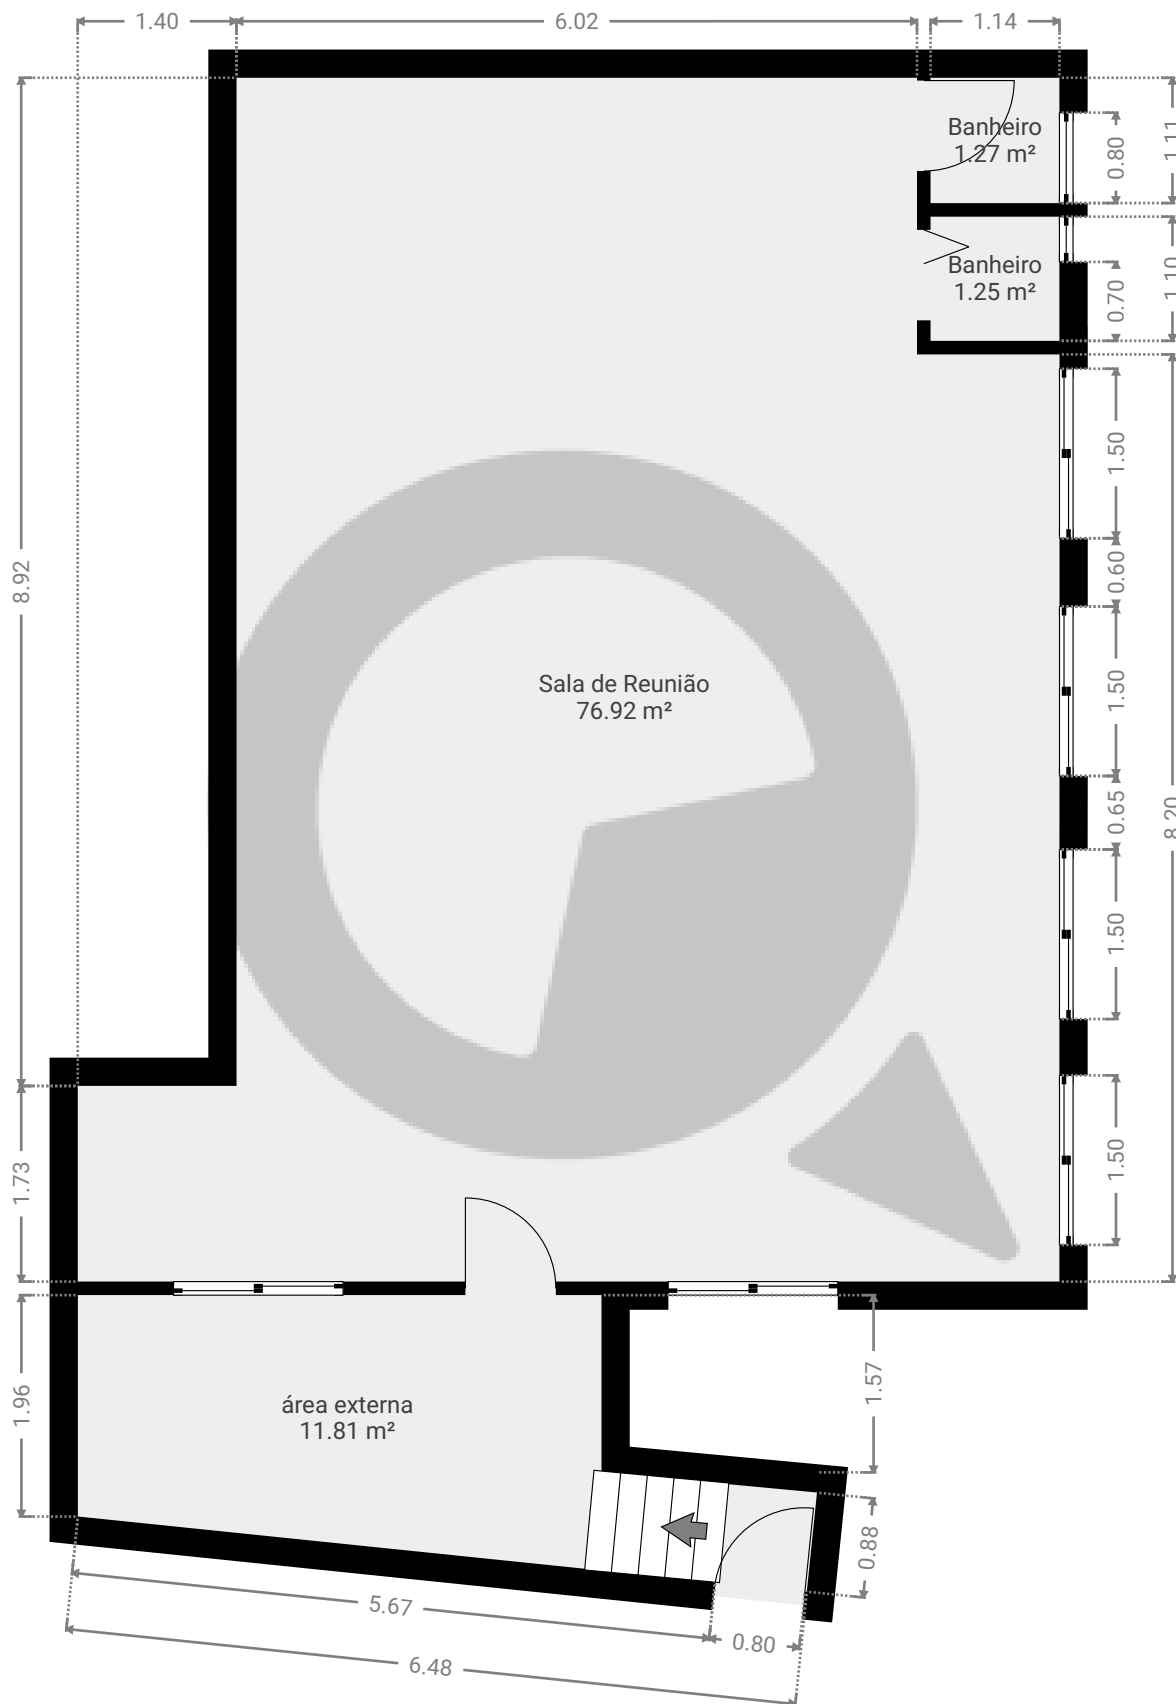 1.40
6.02
1.14
Banheiro
1.27 m²
0.80
1.11
Banheiro
1.25 m²
0.70
1.10
1.50
8.92
0.60
Sala de Reunião
76.92 m²
1.50
0.65
8.20
1.50
1.50
1.73
1.96
área externa
11.81 m²
1.57
0.88
5.67
0.80
6.48